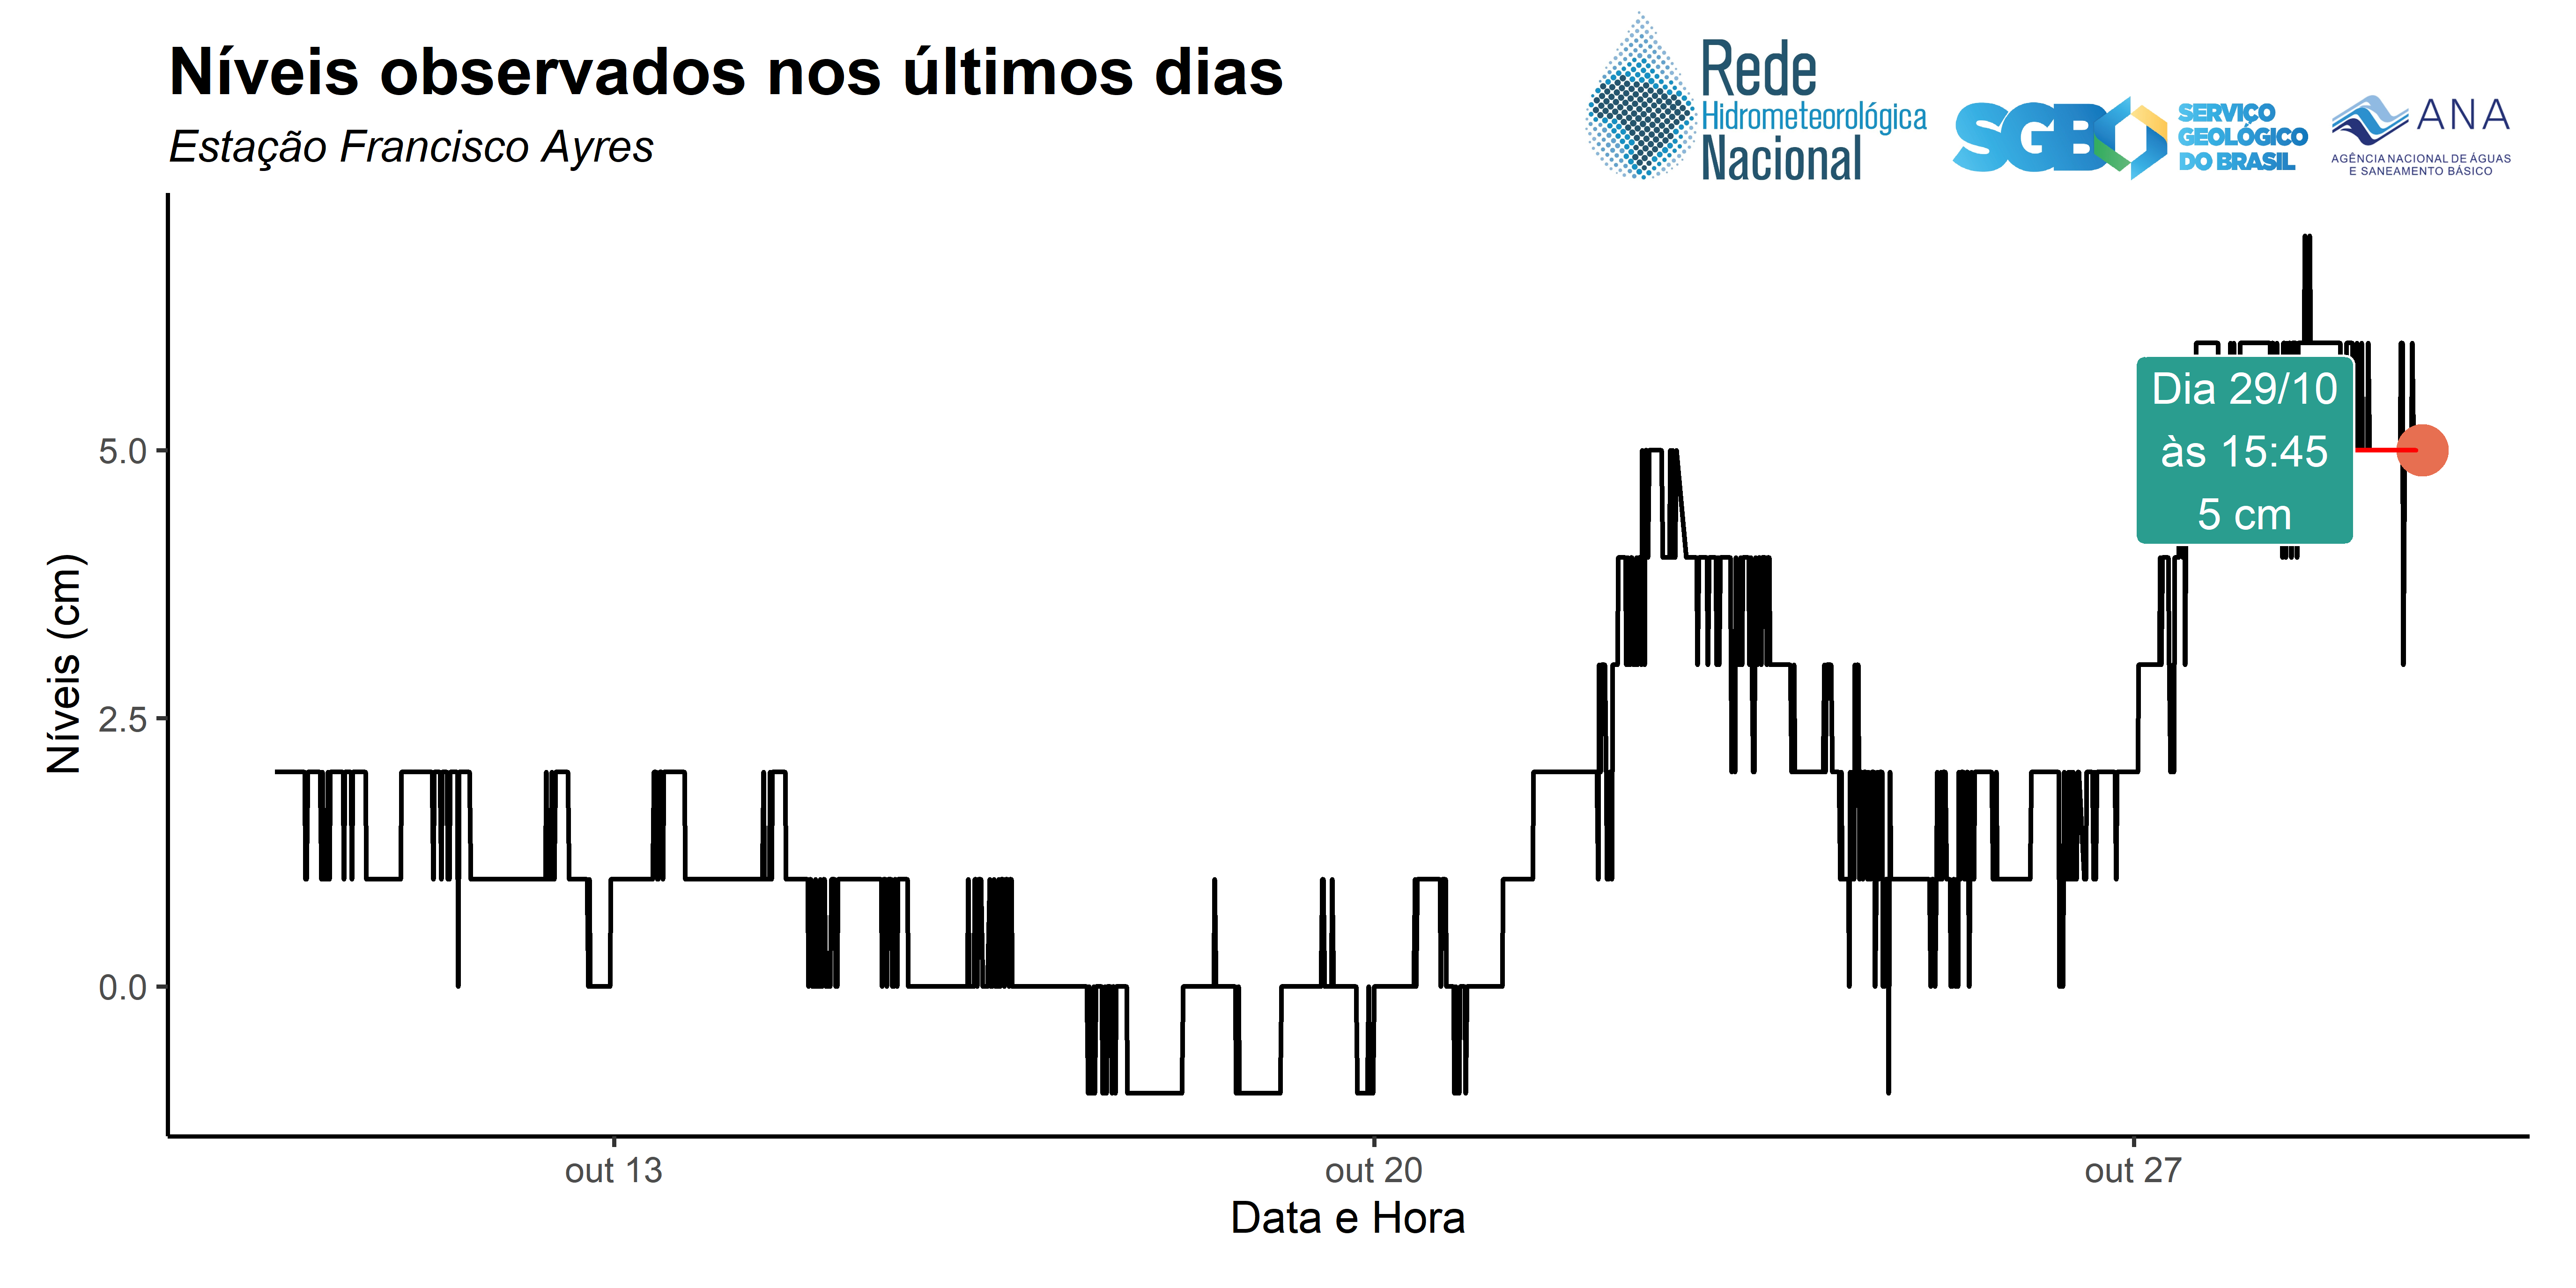 Níveis observados nos últimos dias
Estação Francisco Ayres
Rede
Hidrometeorológica
Nacional
SGB
SERVIÇO
GEOLÓGICO
DO BRASIL
ANA
AGÊNCIA NACIONAL DE ÁGUAS
E SANEAMENTO BÁSICO
Níveis (cm)
5.0
2.5
0.0
Dia 29/10
às 15:45
5 cm
out 13
out 20
out 27
Data e Hora